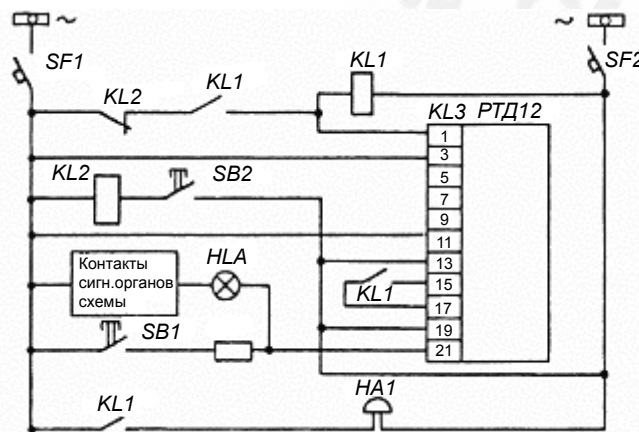 ~
~
SF1
SF2
KL2
KL1
KL1
KL3 РТД12
1
3
5
7
9
11
13
15
17
19
21
KL2
SB2
Контакты
сигн.органов
схемы
HLA
KL1
SB1
KL1
HA1